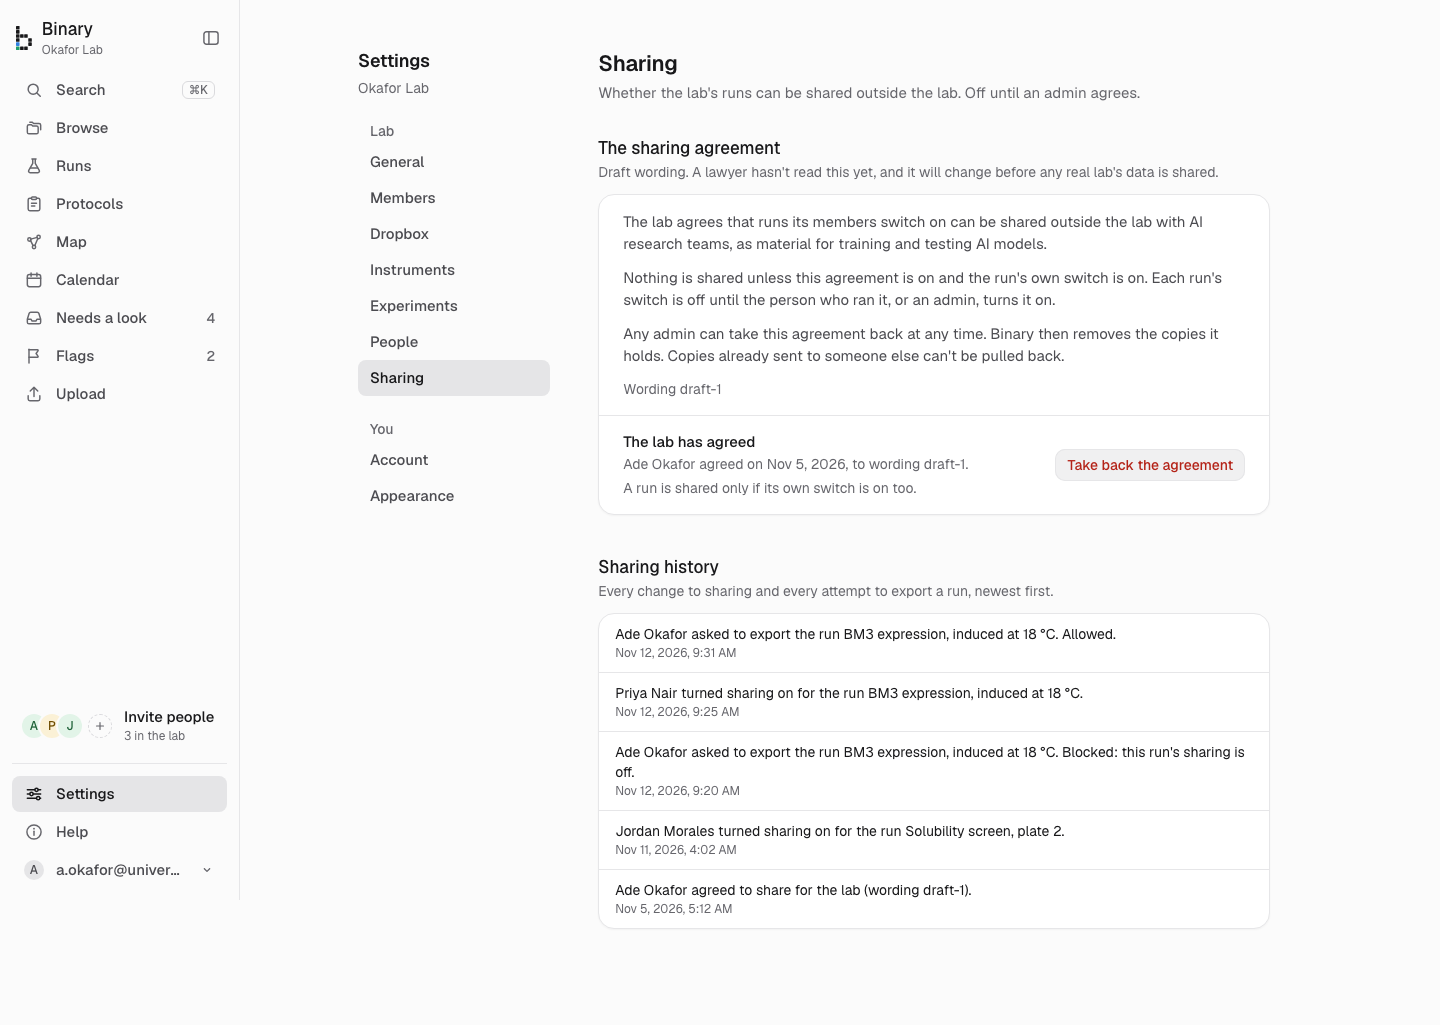 Binary
Okafor Lab
Search
⌘K
Browse
Runs
Protocols
Map
Calendar
Needs a look 4
Flags 2
Upload
A P J +
Invite people
3 in the lab
Settings
Help
A a.okafor@univer...
Settings
Okafor Lab
Lab
General
Members
Dropbox
Instruments
Experiments
People
Sharing
You
Account
Appearance
Sharing
Whether the lab's runs can be shared outside the lab. Off until an admin agrees.
The sharing agreement
Draft wording. A lawyer hasn't read this yet, and it will change before any real lab's data is shared.
The lab agrees that runs its members switch on can be shared outside the lab with AI
research teams, as material for training and testing AI models.
Nothing is shared unless this agreement is on and the run's own switch is on. Each run's
switch is off until the person who ran it, or an admin, turns it on.
Any admin can take this agreement back at any time. Binary then removes the copies it
holds. Copies already sent to someone else can't be pulled back.
Wording draft-1
The lab has agreed
Ade Okafor agreed on Nov 5, 2026, to wording draft-1.
A run is shared only if its own switch is on too.
Take back the agreement
Sharing history
Every change to sharing and every attempt to export a run, newest first.
Ade Okafor asked to export the run BM3 expression, induced at 18 °C. Allowed.
Nov 12, 2026, 9:31 AM
Priya Nair turned sharing on for the run BM3 expression, induced at 18 °C.
Nov 12, 2026, 9:25 AM
Ade Okafor asked to export the run BM3 expression, induced at 18 °C. Blocked: this run's sharing is
off.
Nov 12, 2026, 9:20 AM
Jordan Morales turned sharing on for the run Solubility screen, plate 2.
Nov 11, 2026, 4:02 AM
Ade Okafor agreed to share for the lab (wording draft-1).
Nov 5, 2026, 5:12 AM